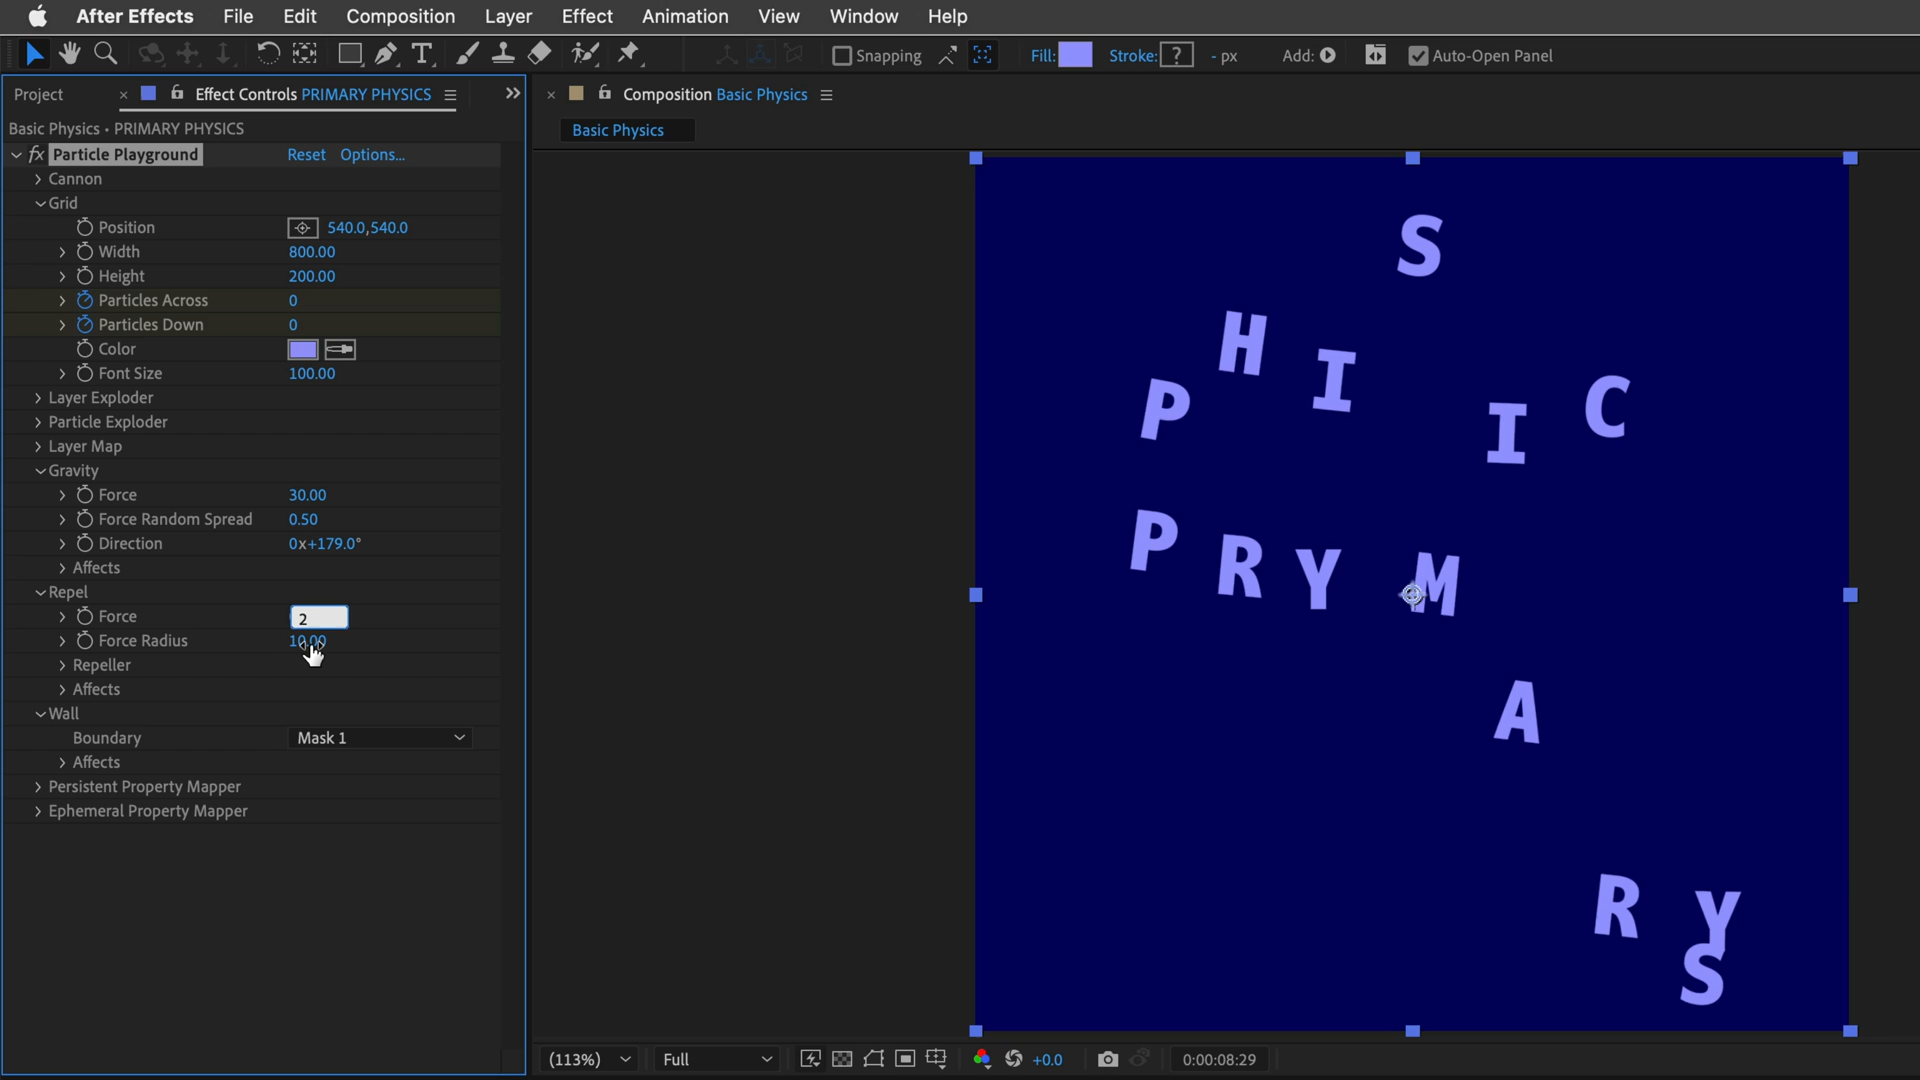 After Effects File Edit Composition Layer Effect Animation View Window Help
Snapping Fill: Stroke: ? - px Add: Auto-Open Panel
Project × Effect Controls PRIMARY PHYSICS × Composition Basic Physics
Basic Physics • PRIMARY PHYSICS
Basic Physics
fx Particle Playground Reset Options...
Cannon
Grid
Position 540.0,540.0
Width 800.00
Height 200.00
Particles Across 0
Particles Down 0
Color
Font Size 100.00
Layer Exploder
Particle Exploder
Layer Map
Gravity
Force 30.00
Force Random Spread 0.50
Direction 0x+179.0°
Affects
Repel
Force 2
Force Radius 10.00
Repeller
Affects
Wall
Boundary Mask 1
Affects
Persistent Property Mapper
Ephemeral Property Mapper
S
H I
P I C
P R Y M
A
R Y
S
(113%) Full +0.0 0:00:08:29